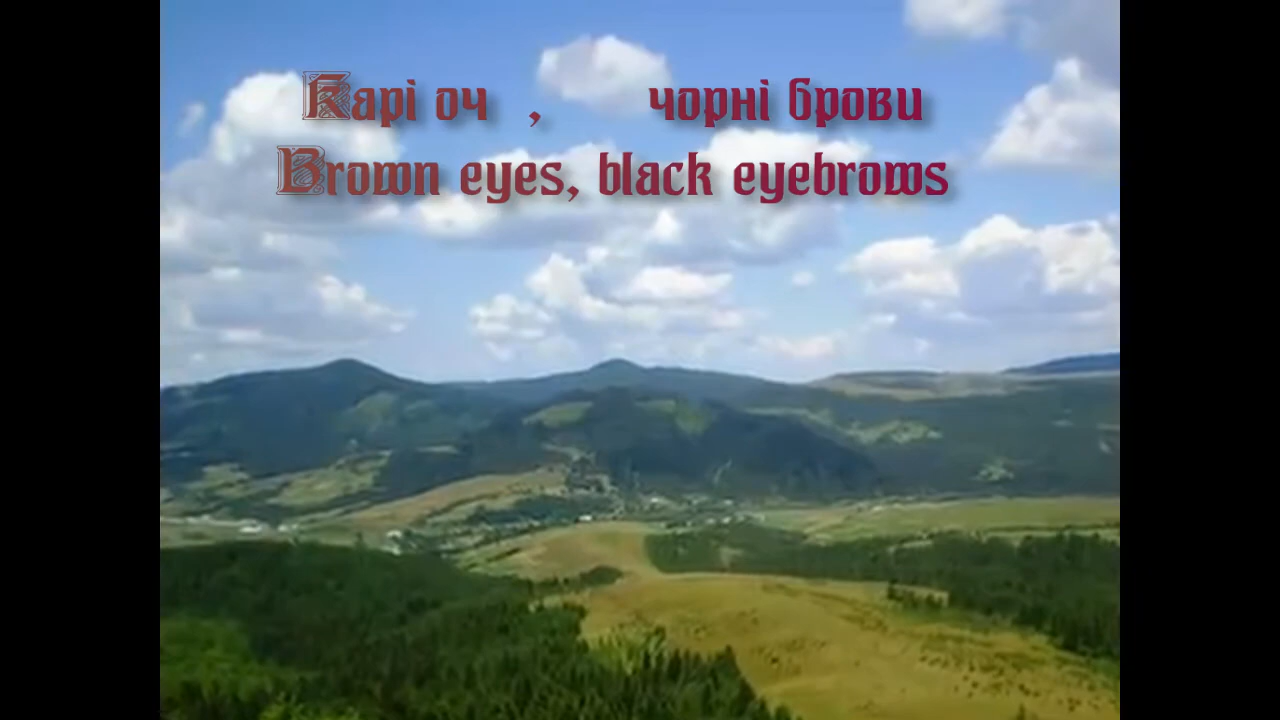 Карі оч , чорні брови
Brown eyes, black eyebrows